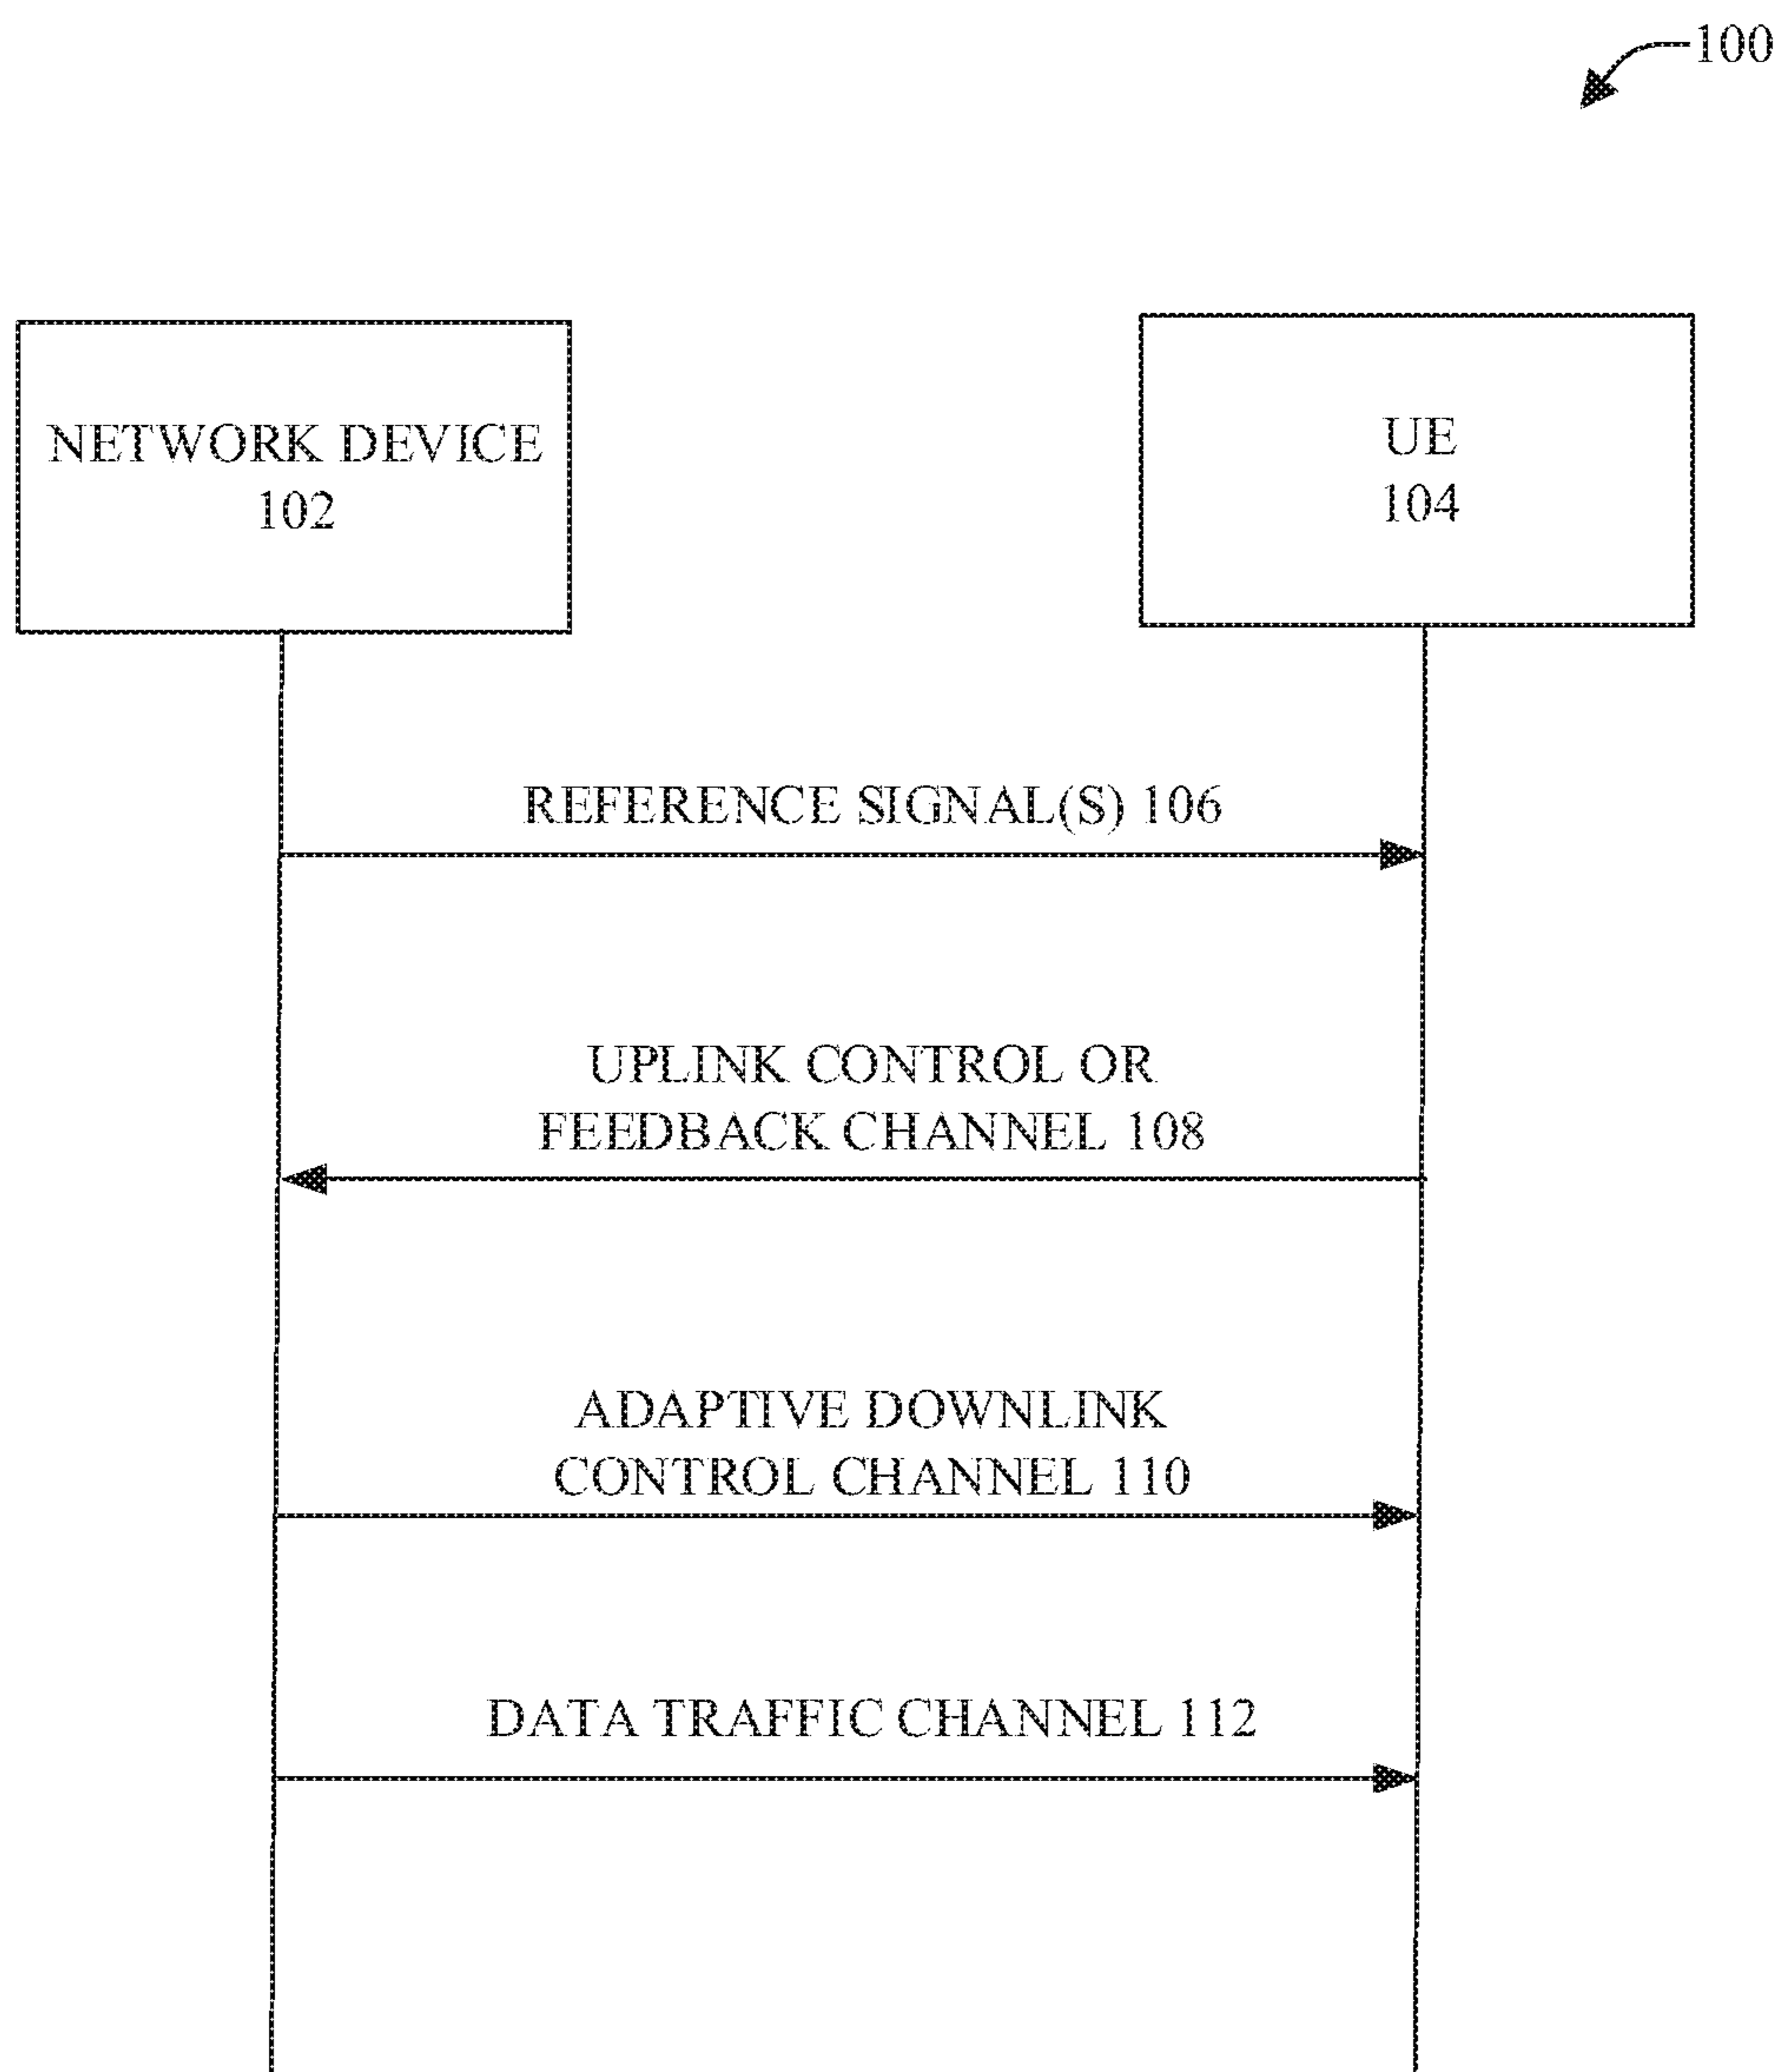 100
NETWORK DEVICE
102
UE
104
REFERENCE SIGNAL(S) 106
UPLINK CONTROL OR
FEEDBACK CHANNEL 108
ADAPTIVE DOWNLINK
CONTROL CHANNEL 110
DATA TRAFFIC CHANNEL 112